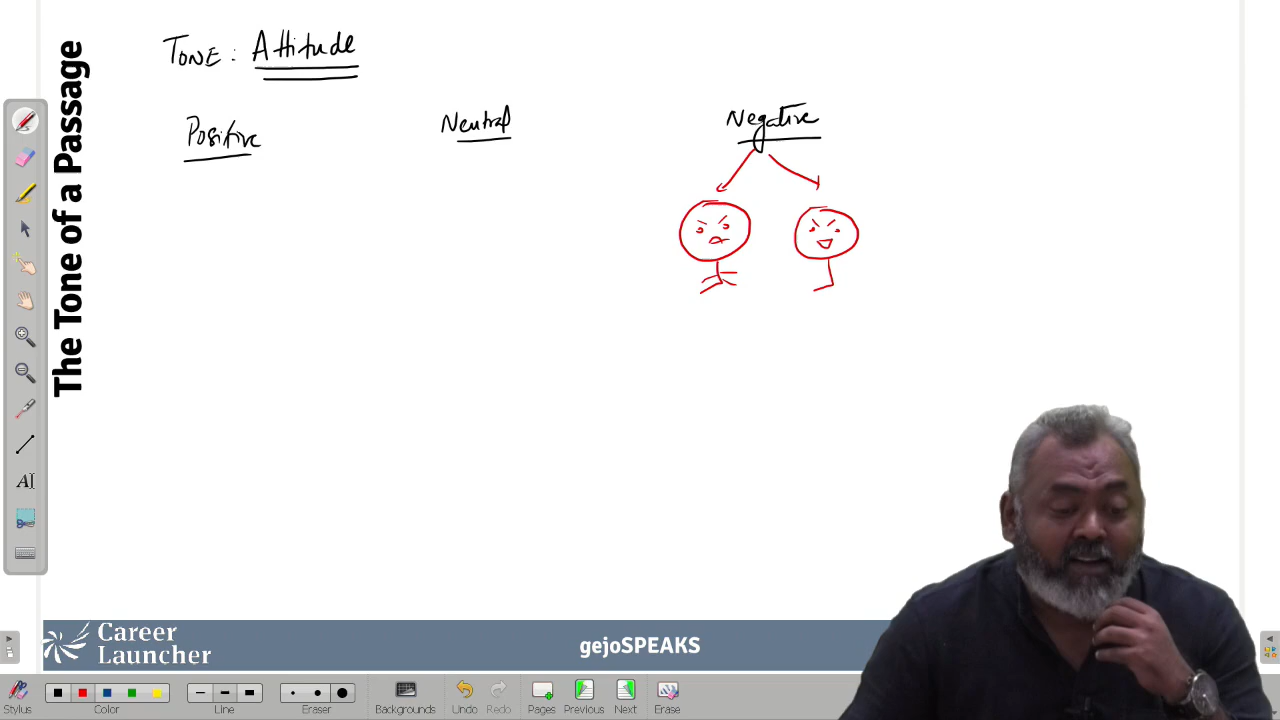 The Tone of a Passage
TONE: Attitude
Positive
Neutral
Negative
AI
Career
Launcher
gejoSPEAKS
Stylus
Color
Line
Eraser
Backgrounds
Undo
Redo
Pages
Previous
Next
Erase